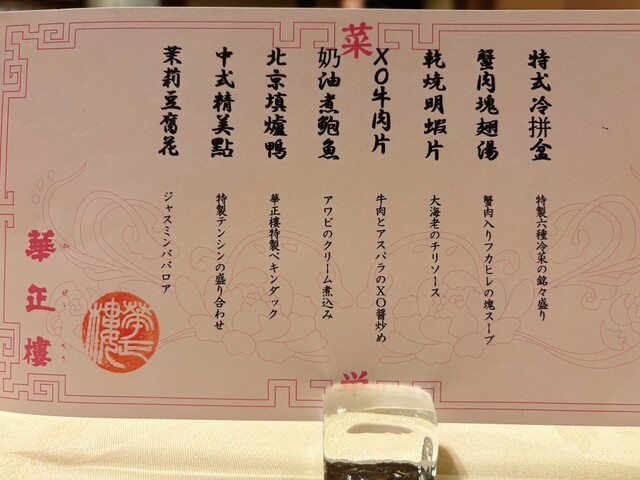 菜
特式冷拼盆
特製六種冷菜の銘々盛り
蟹肉塊翅湯
蟹肉入りフカヒレの塊スープ
乾燒明蝦片
大海老のチリソース
XO牛肉片
牛肉とアスパラのXO醤炒め
奶油煮鮑魚
アワビのクリーム煮込み
北京填爐鴨
華正樓特製ペキンダック
中式精美點
特製テンシンの盛り合わせ
茉莉豆腐花
ジャスミンババロア
華正樓